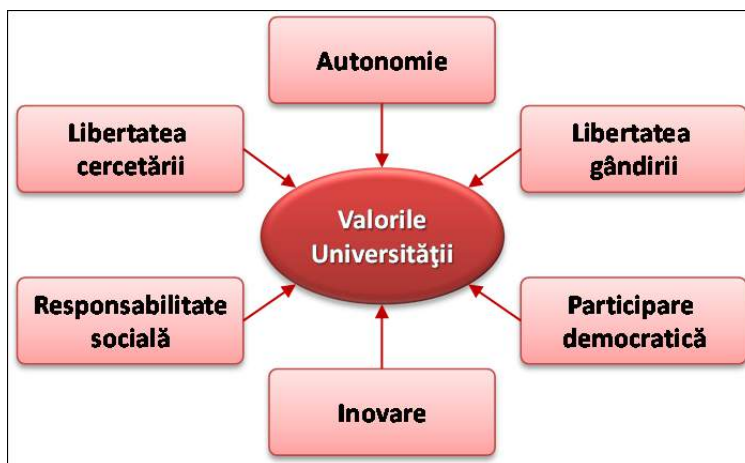 Autonomie
Libertatea
cercetării
Libertatea
gândirii
Valorile
Universităţii
Responsabilitate
socială
Participare
democratică
Inovare